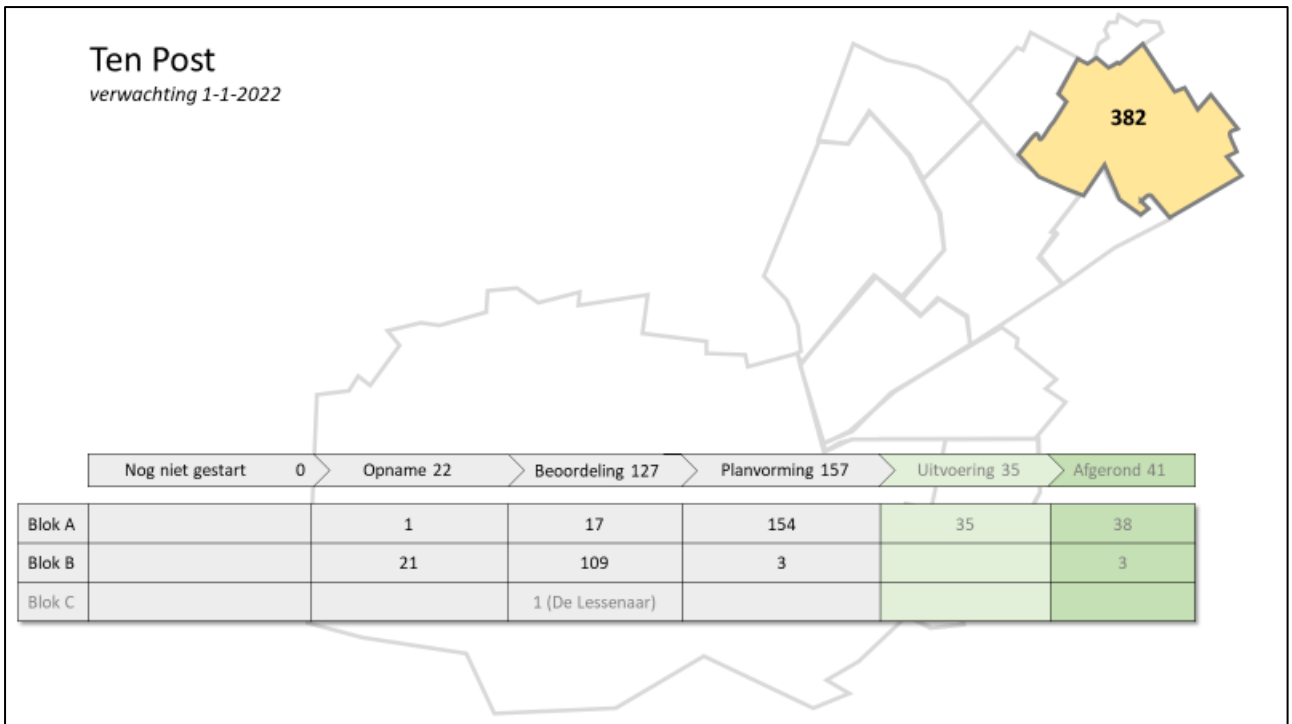 Ten Post
verwachting 1-1-2022
382
Nog niet gestart 0 Opname 22 Beoordeling 127 Planvorming 157 Uitvoering 35 Afgerond 41
Blok A 1 17 154 35 38
Blok B 21 109 3 3
Blok C 1 (De Lessenaar)